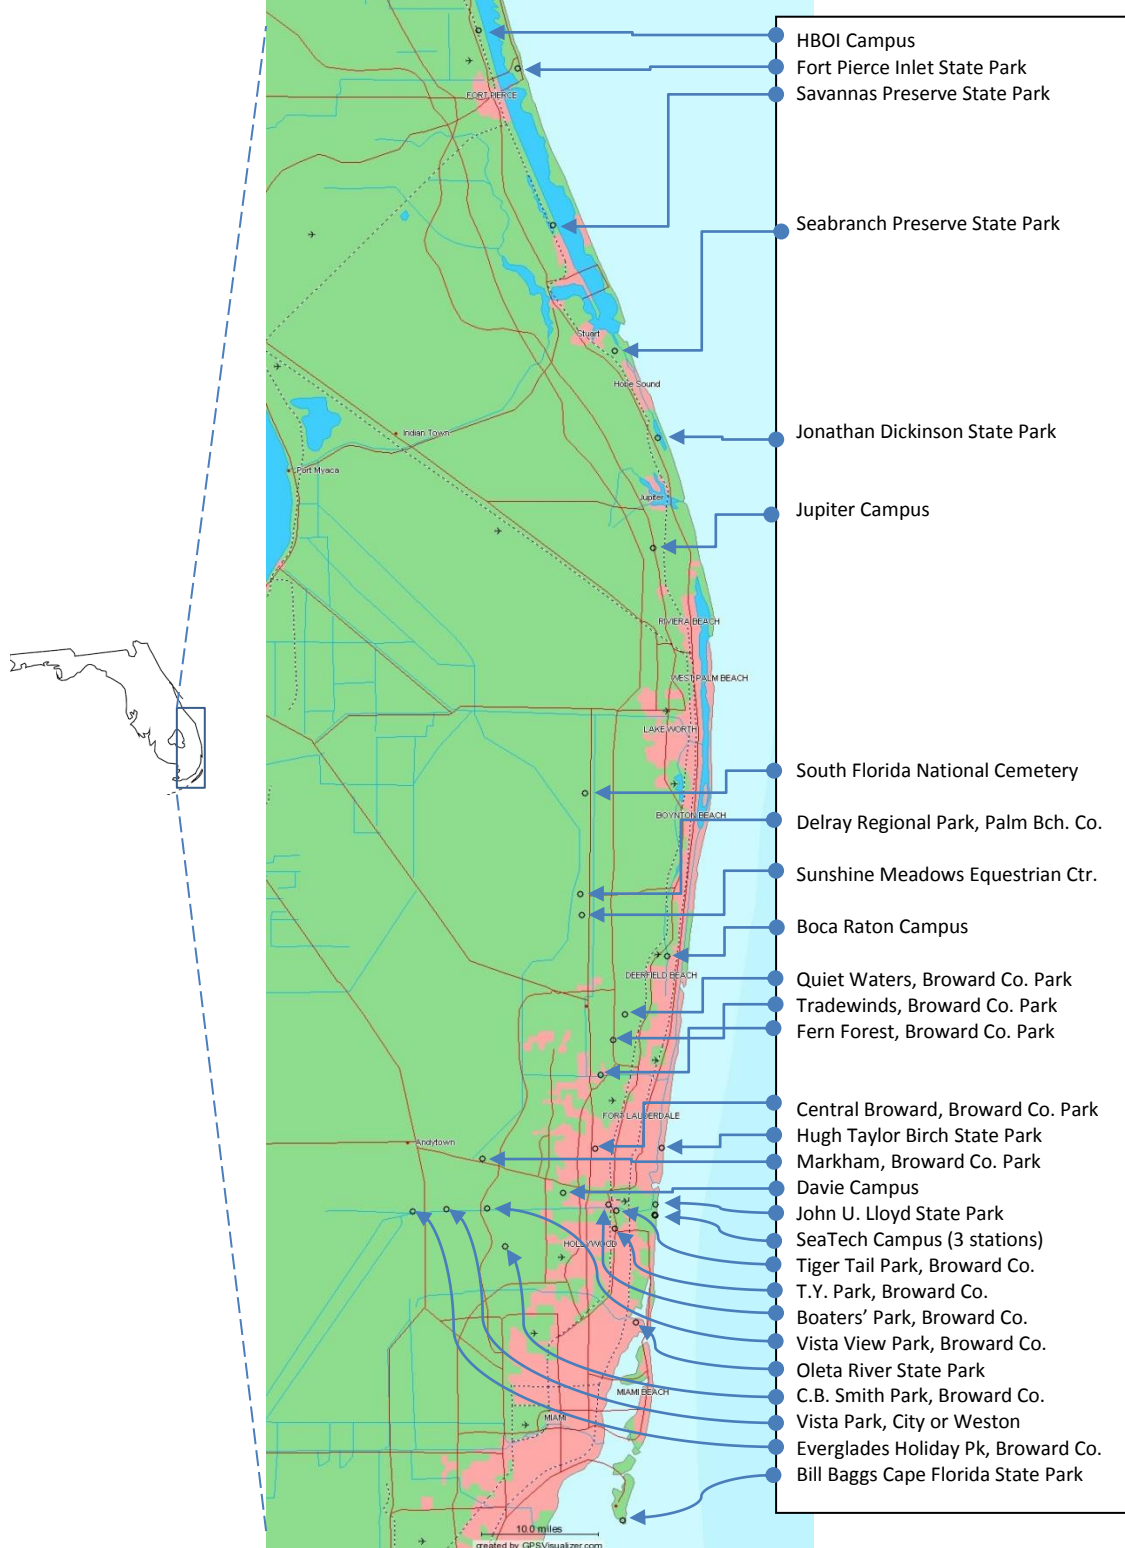 HBOI Campus
Fort Pierce Inlet State Park
Savannas Preserve State Park
Seabranch Preserve State Park
Jonathan Dickinson State Park
Jupiter Campus
South Florida National Cemetery
Delray Regional Park, Palm Bch. Co.
Sunshine Meadows Equestrian Ctr.
Boca Raton Campus
Quiet Waters, Broward Co. Park
Tradewinds, Broward Co. Park
Fern Forest, Broward Co. Park
Central Broward, Broward Co. Park
Hugh Taylor Birch State Park
Markham, Broward Co. Park
Davie Campus
John U. Lloyd State Park
SeaTech Campus (3 stations)
Tiger Tail Park, Broward Co.
T.Y. Park, Broward Co.
Boaters’ Park, Broward Co.
Vista View Park, Broward Co.
Oleta River State Park
C.B. Smith Park, Broward Co.
Vista Park, City or Weston
Everglades Holiday Pk, Broward Co.
Bill Baggs Cape Florida State Park
FORT PIERCE
Stuart
Hobe Sound
Indian Town
Port Myaca
Jupiter
RIVIERA BEACH
WEST PALM BEACH
LAKE WORTH
BOYNTON BEACH
DEERFIELD BEACH
FORT LAUDERDALE
Andytown
HOLLYWOOD
MIAMI BEACH
MIAMI
10.0 miles
created by GPSVisualizer.com